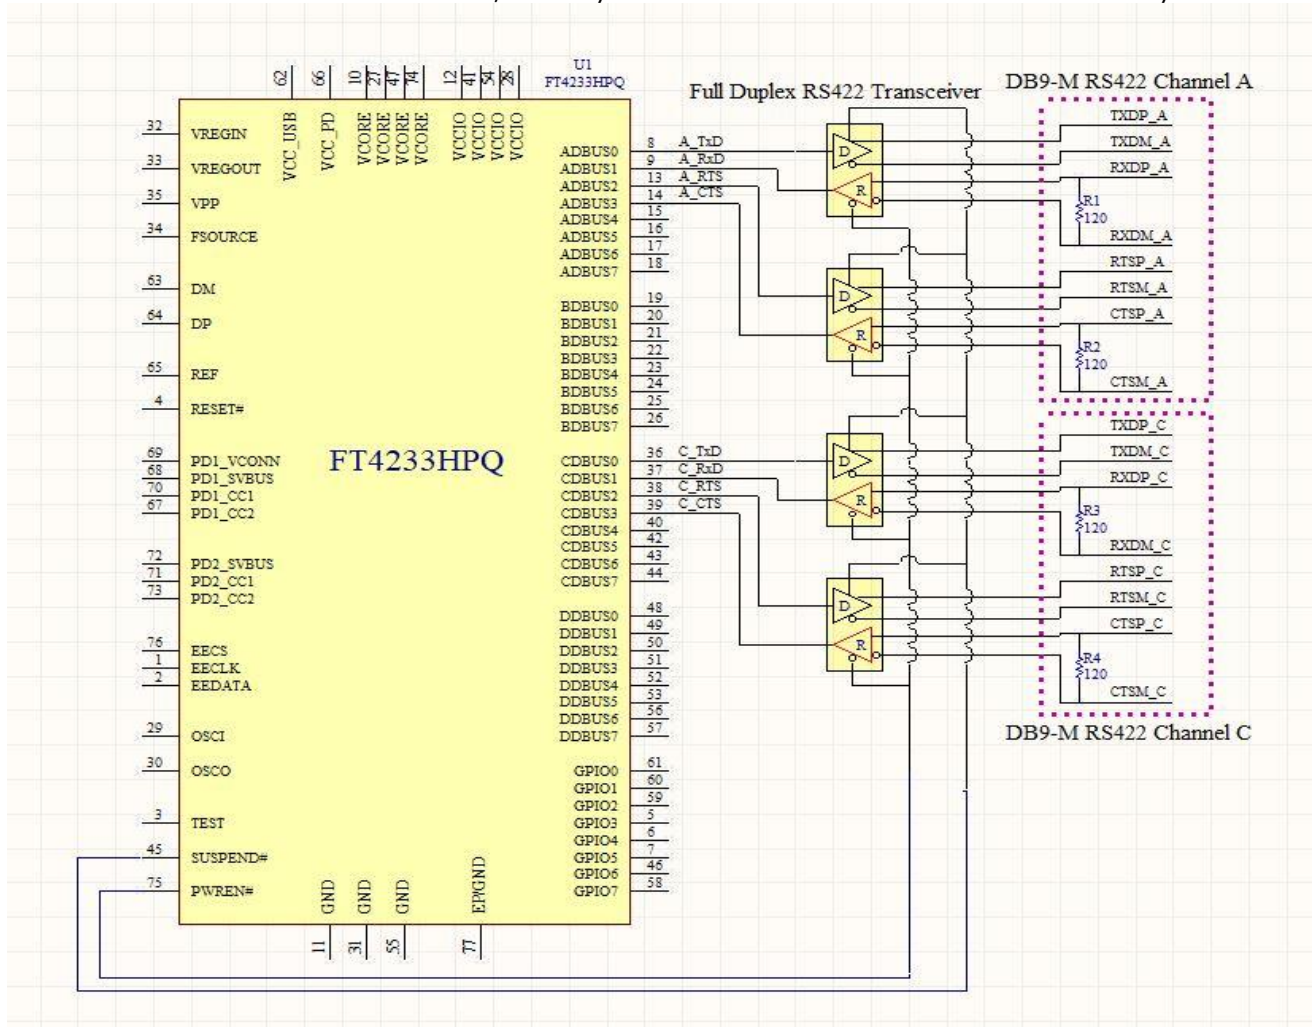 U1
FT4233HPQ
Full Duplex RS422 Transceiver
DB9-M RS422 Channel A
62
66
10
27
47
74
12
41
54
28
VCC_USB
VCC_PD
VCORE
VCORE
VCORE
VCORE
VCCIO
VCCIO
VCCIO
VCCIO
32 VREGIN
33 VREGOUT
35 VPP
34 FSOURCE
63 DM
64 DP
65 REF
4 RESET#
69 PD1_VCONN
68 PD1_SVBUS
70 PD1_CC1
67 PD1_CC2
72 PD2_SVBUS
71 PD2_CC1
73 PD2_CC2
76 EECS
1 EECLK
2 EEDATA
29 OSCI
30 OSCO
3 TEST
45 SUSPEND#
75 PWREN#
FT4233HPQ
ADBUS0 8 A_TxD
ADBUS1 9 A_RxD
ADBUS2 13 A_RTS
ADBUS3 14 A_CTS
ADBUS4 15
ADBUS5 16
ADBUS6 17
ADBUS7 18
BDBUS0 19
BDBUS1 20
BDBUS2 21
BDBUS3 22
BDBUS4 23
BDBUS5 24
BDBUS6 25
BDBUS7 26
CDBUS0 36 C_TxD
CDBUS1 37 C_RxD
CDBUS2 38 C_RTS
CDBUS3 39 C_CTS
CDBUS4 40
CDBUS5 42
CDBUS6 43
CDBUS7 44
DDBUS0 48
DDBUS1 49
DDBUS2 50
DDBUS3 51
DDBUS4 52
DDBUS5 53
DDBUS6 56
DDBUS7 57
GPIO0 61
GPIO1 60
GPIO2 59
GPIO3 5
GPIO4 6
GPIO5 7
GPIO6 46
GPIO7 58
GND
GND
GND
EP/GND
11
31
55
77
D
R
D
R
D
R
D
R
TXDP_A
TXDM_A
RXDP_A
R1
120
RXDM_A
RTSP_A
RTSM_A
CTSP_A
R2
120
CTSM_A
TXDP_C
TXDM_C
RXDP_C
R3
120
RXDM_C
RTSP_C
RTSM_C
CTSP_C
R4
120
CTSM_C
DB9-M RS422 Channel C